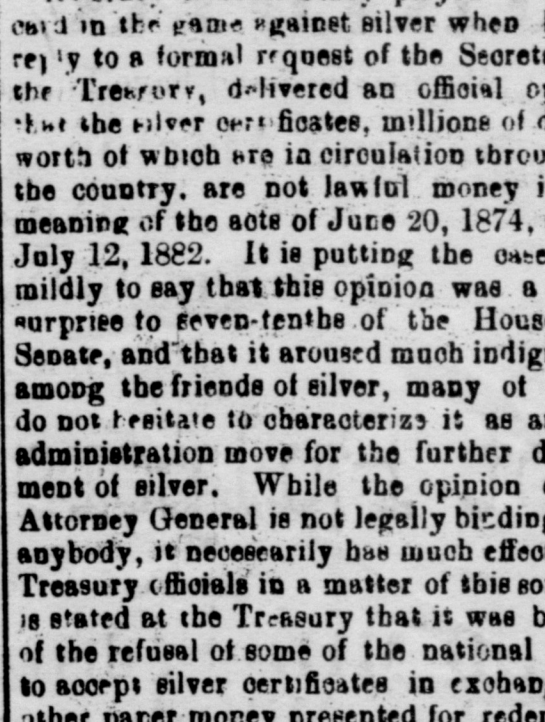 card in the game against silver when
reply to a formal request of the Secret
the Treasury, delivered an official o
that the silver certificates, millions of
worth of which are in circulation throu
the country, are not lawful money i
meaning of the acts of June 20, 1874,
July 12, 1882. It is putting the case
mildly to say that this opinion was a
surprise to seven-tenths of the Hous
Senate, and that it aroused much indig
among the friends of silver, many of
do not hesitate to characterize it as a
administration move for the further d
ment of silver. While the opinion
Attorney General is not legally binding
anybody, it necessarily has much effec
Treasury officials in a matter of this so
is stated at the Treasury that it was b
of the refusal of some of the national
to accept silver certificates in exchan
other paper money presented for rede